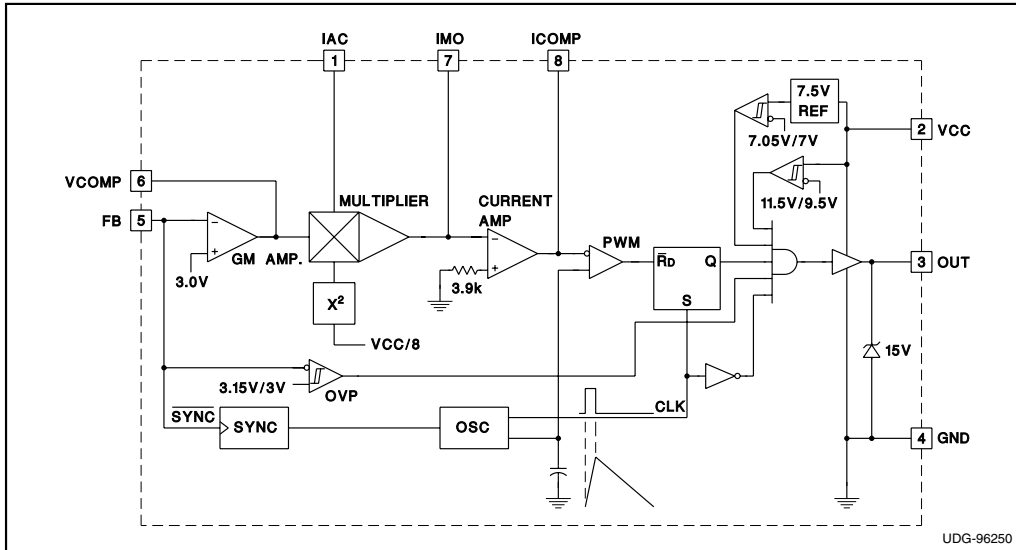 IAC
IMO
ICOMP
1
7
8
7.5V
REF
2
VCC
7.05V/7V
VCOMP
6
11.5V/9.5V
MULTIPLIER
CURRENT
AMP
FB
5
PWM
3.0V
GM AMP.
R̅D
Q
3
OUT
3.9k
S
X²
VCC/8
15V
3.15V/3V
OVP
CLK
S̅Y̅N̅C̅
SYNC
OSC
4
GND
UDG-96250